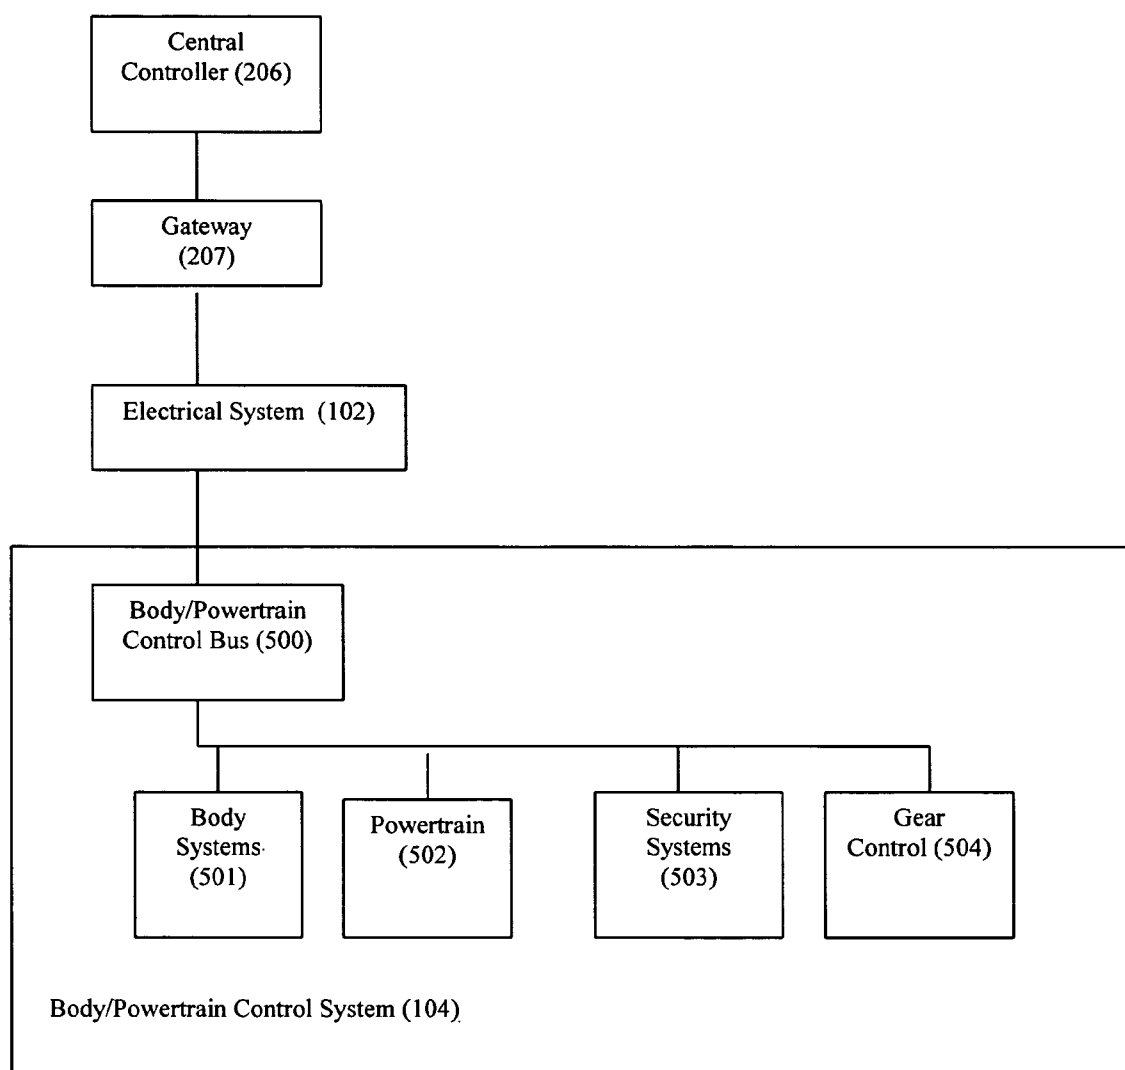 Central
Controller (206)
Gateway
(207)
Electrical System (102)
Body/Powertrain
Control Bus (500)
Body
Systems
(501)
Powertrain
(502)
Security
Systems
(503)
Gear
Control (504)
Body/Powertrain Control System (104)